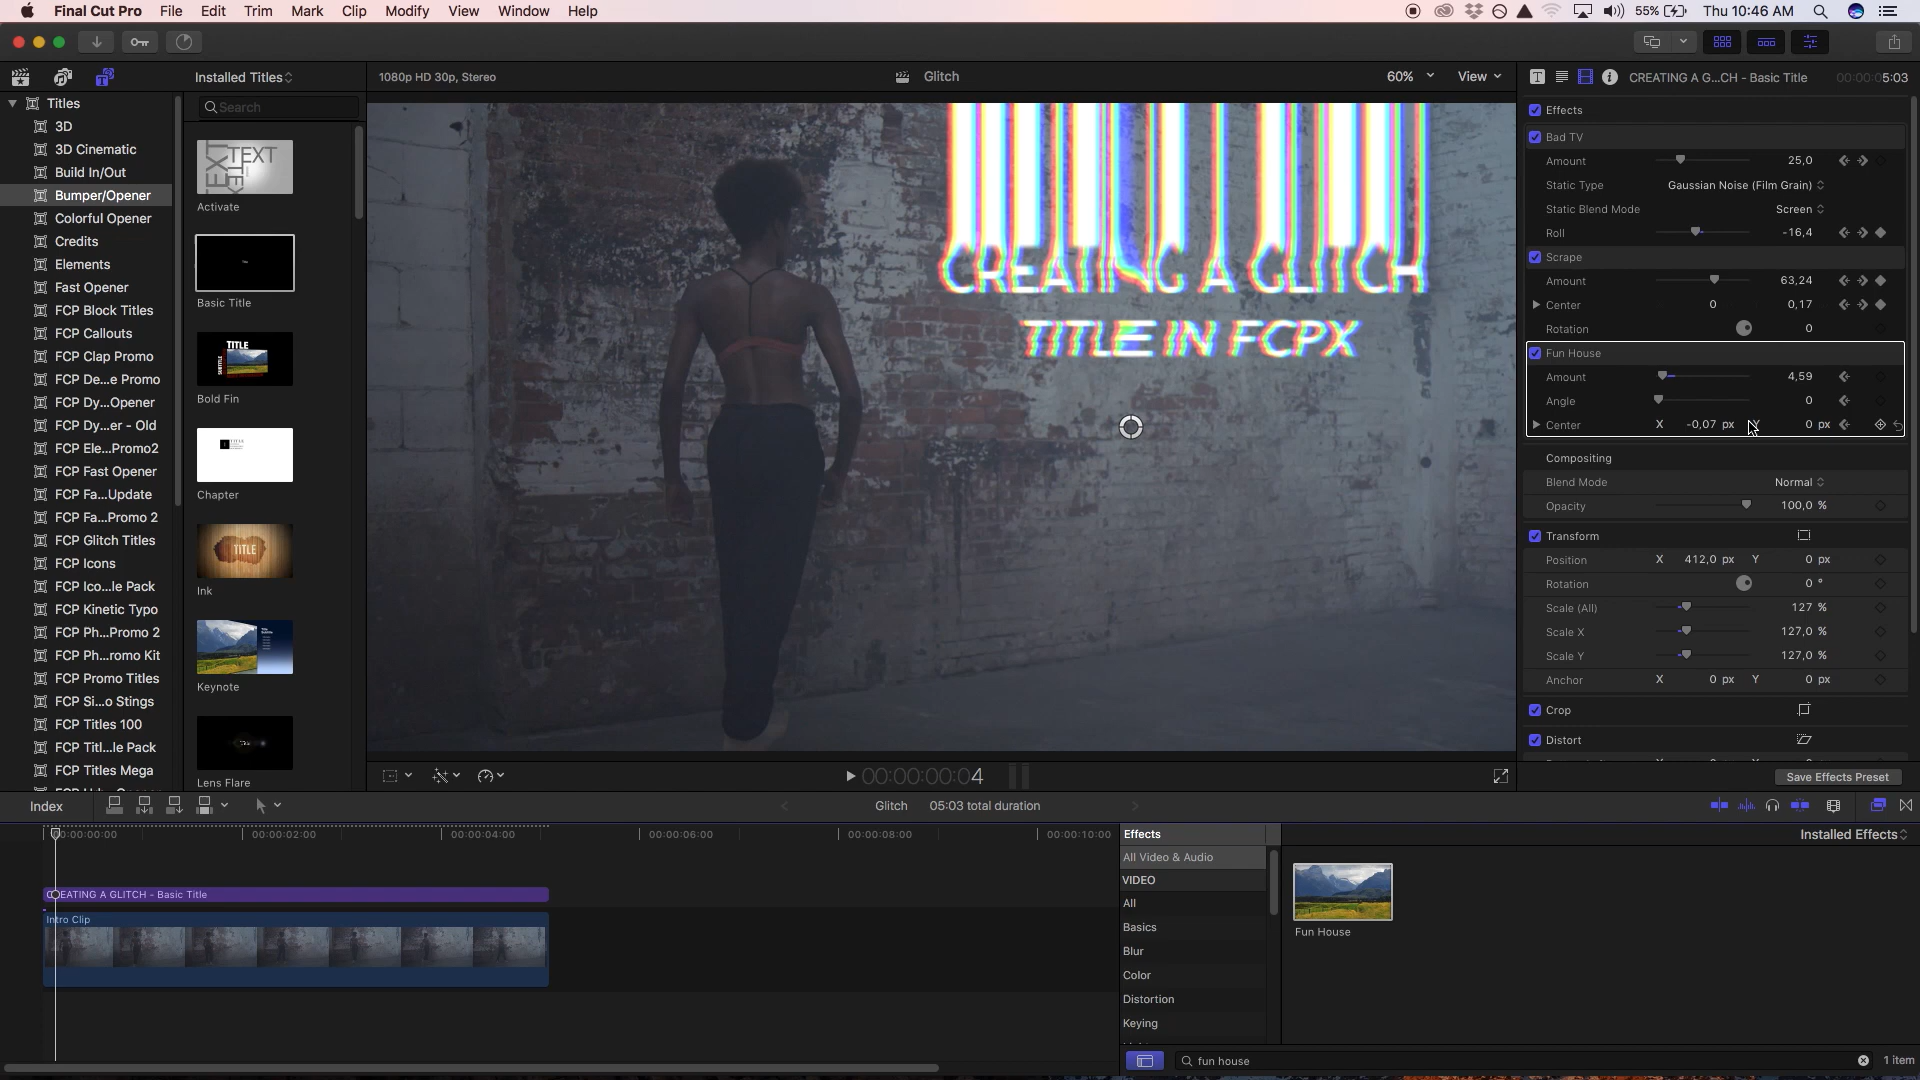 Final Cut Pro File Edit Trim Mark Clip Modify View Window Help 55% Thu 10:46 AM
Installed Titles 1080p HD 30p, Stereo Glitch 60% View CREATING A G...CH - Basic Title 00:00:05:03
Titles
3D
3D Cinematic
Build In/Out
Bumper/Opener
Colorful Opener
Credits
Elements
Fast Opener
FCP Block Titles
FCP Callouts
FCP Clap Promo
FCP De...e Promo
FCP Dy...Opener
FCP Dy...er - Old
FCP Ele...Promo2
FCP Fast Opener
FCP Fa...Update
FCP Fa...Promo 2
FCP Glitch Titles
FCP Icons
FCP Ico...le Pack
FCP Kinetic Typo
FCP Ph...Promo 2
FCP Ph...romo Kit
FCP Promo Titles
FCP Si...o Stings
FCP Titles 100
FCP Titl...le Pack
FCP Titles Mega
Search
TEXT
Activate
Basic Title
TITLE
Bold Fin
Chapter
TITLE
Ink
Keynote
Lens Flare
CREATING A GLITCH
TITLE IN FCPX
Effects
Bad TV
Amount 25,0
Static Type Gaussian Noise (Film Grain)
Static Blend Mode Screen
Roll -16,4
Scrape
Amount 63,24
Center 0 0,17
Rotation 0
Fun House
Amount 4,59
Angle 0
Center X -0,07 px Y 0 px
Compositing
Blend Mode Normal
Opacity 100,0 %
Transform
Position X 412,0 px Y 0 px
Rotation 0 °
Scale (All) 127 %
Scale X 127,0 %
Scale Y 127,0 %
Anchor X 0 px Y 0 px
Crop
Distort
Save Effects Preset
00:00:00:04
Index Glitch 05:03 total duration
0:00:00:00 00:00:02:00 00:00:04:00 00:00:06:00 00:00:08:00 00:00:10:00
CREATING A GLITCH - Basic Title
Intro Clip
Effects Installed Effects
All Video & Audio
VIDEO
All
Basics
Blur
Color
Distortion
Keying
Fun House
fun house 1 item